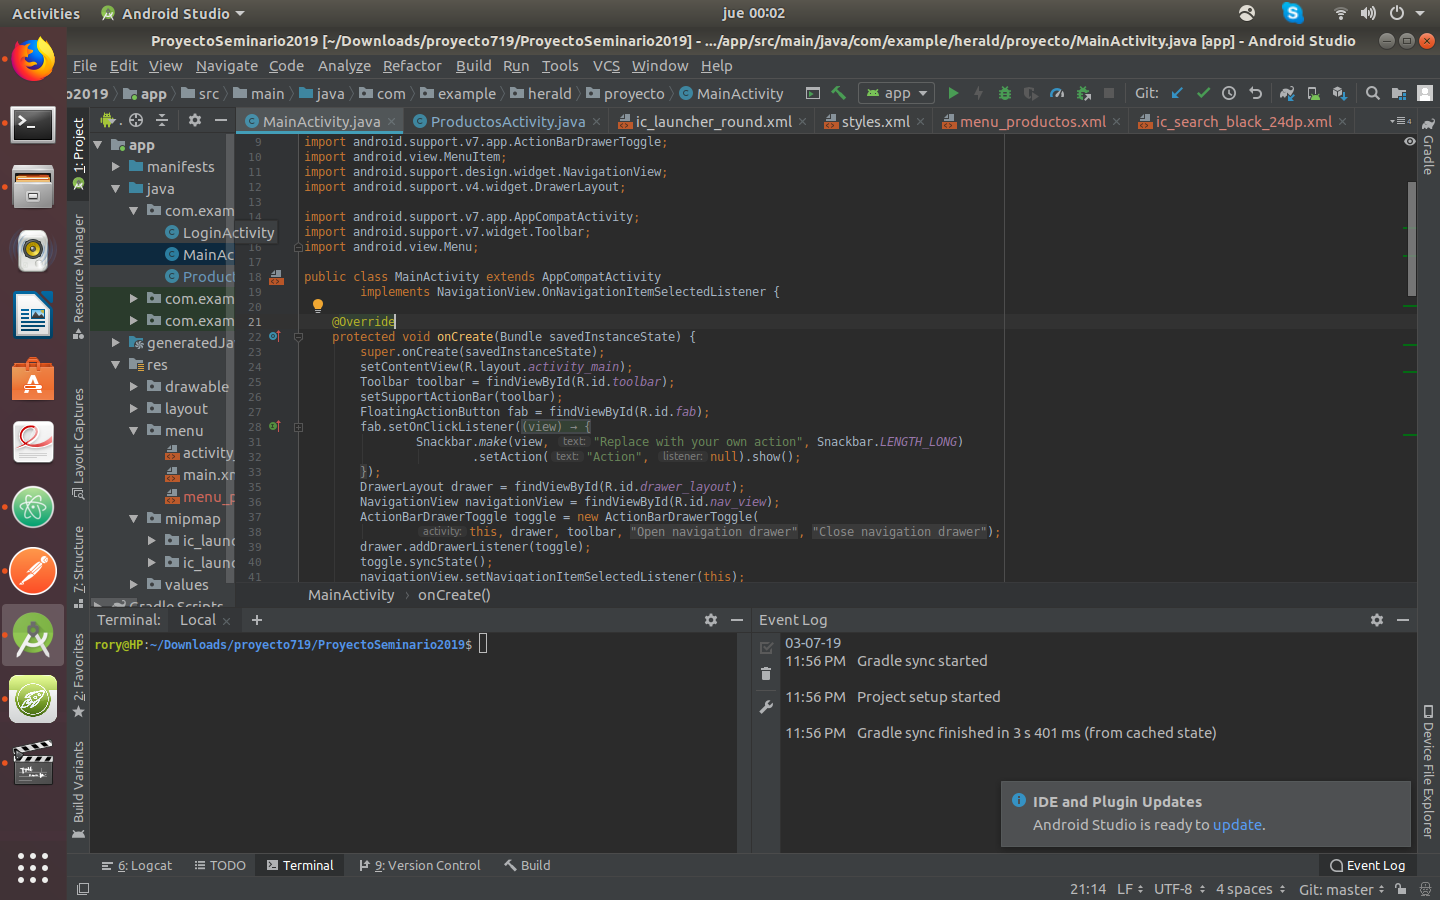 Activities
Android Studio
jue 00:02
ProyectoSeminario2019 [~/Downloads/proyecto719/ProyectoSeminario2019] - .../app/src/main/java/com/example/herald/proyecto/MainActivity.java [app] - Android Studio
File Edit View Navigate Code Analyze Refactor Build Run Tools VCS Window Help
o2019 app src main java com example herald proyecto MainActivity
app
Git:
MainActivity.java ProductosActivity.java ic_launcher_round.xml styles.xml menu_productos.xml ic_search_black_24dp.xml
4
1: Project
Resource Manager
Layout Captures
7: Structure
2: Favorites
Build Variants
app
manifests
java
com.exam
LoginActivity
MainAc
Product
com.exam
com.exam
generatedJa
res
drawable
layout
menu
activity_
main.xm
menu_p
mipmap
ic_laun
ic_laun
values
Gradle Scripts
9 import android.support.v7.app.ActionBarDrawerToggle;
10 import android.view.MenuItem;
11 import android.support.design.widget.NavigationView;
12 import android.support.v4.widget.DrawerLayout;
13
14 import android.support.v7.app.AppCompatActivity;
import android.support.v7.widget.Toolbar;
16 import android.view.Menu;
17
18 public class MainActivity extends AppCompatActivity
19 implements NavigationView.OnNavigationItemSelectedListener {
20
21 @Override
22 protected void onCreate(Bundle savedInstanceState) {
23 super.onCreate(savedInstanceState);
24 setContentView(R.layout.activity_main);
25 Toolbar toolbar = findViewById(R.id.toolbar);
26 setSupportActionBar(toolbar);
27 FloatingActionButton fab = findViewById(R.id.fab);
28 fab.setOnClickListener((view) → {
31 Snackbar.make(view, text: "Replace with your own action", Snackbar.LENGTH_LONG)
32 .setAction( text: "Action", listener: null).show();
33 });
35 DrawerLayout drawer = findViewById(R.id.drawer_layout);
36 NavigationView navigationView = findViewById(R.id.nav_view);
37 ActionBarDrawerToggle toggle = new ActionBarDrawerToggle(
38 activity: this, drawer, toolbar, "Open navigation drawer", "Close navigation drawer");
39 drawer.addDrawerListener(toggle);
40 toggle.syncState();
41 navigationView.setNavigationItemSelectedListener(this);
MainActivity › onCreate()
Gradle
Device File Explorer
Terminal: Local × +
rory@HP:~/Downloads/proyecto719/ProyectoSeminario2019$
Event Log
03-07-19
11:56 PM Gradle sync started
11:56 PM Project setup started
11:56 PM Gradle sync finished in 3 s 401 ms (from cached state)
IDE and Plugin Updates
Android Studio is ready to update.
6: Logcat TODO Terminal 9: Version Control Build
Event Log
21:14 LF UTF-8 4 spaces Git: master